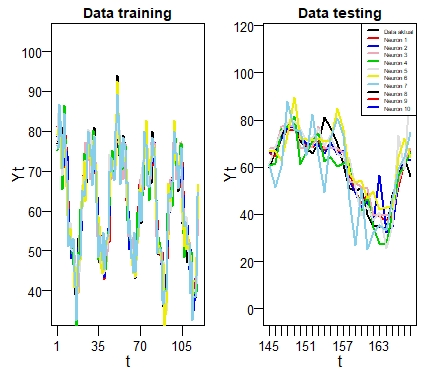 Data training
Yt
100
90
80
70
60
50
40
1
35
70
105
t
Data testing
Yt
120
100
80
60
40
20
0
145
151
157
163
t
Data aktual
Neuron 1
Neuron 2
Neuron 3
Neuron 4
Neuron 5
Neuron 6
Neuron 7
Neuron 8
Neuron 9
Neuron 10